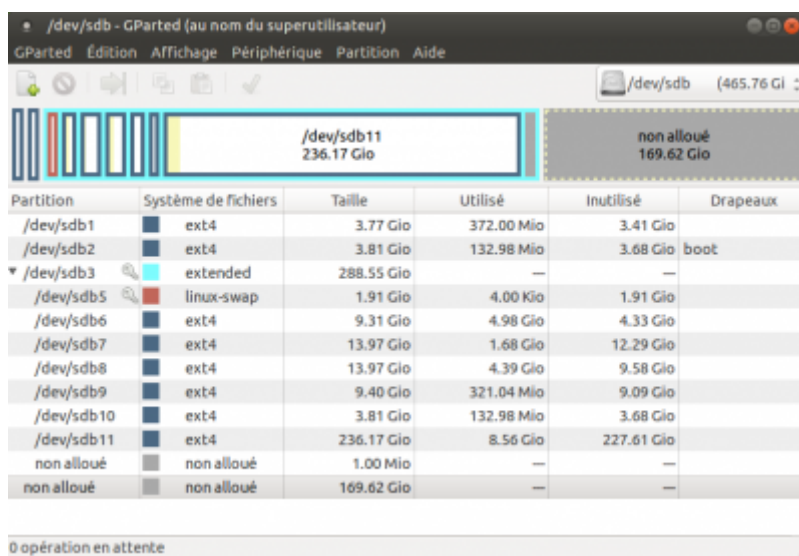 /dev/sdb - GParted (au nom du superutilisateur)
GParted Édition Affichage Périphérique Partition Aide
/dev/sdb (465.76 Gi
/dev/sdb11
236.17 Gio
non alloué
169.62 Gio
Partition Système de fichiers Taille Utilisé Inutilisé Drapeaux
/dev/sdb1 ext4 3.77 Gio 372.00 Mio 3.41 Gio
/dev/sdb2 ext4 3.81 Gio 132.98 Mio 3.68 Gio boot
/dev/sdb3 extended 288.55 Gio — —
/dev/sdb5 linux-swap 1.91 Gio 4.00 Kio 1.91 Gio
/dev/sdb6 ext4 9.31 Gio 4.98 Gio 4.33 Gio
/dev/sdb7 ext4 13.97 Gio 1.68 Gio 12.29 Gio
/dev/sdb8 ext4 13.97 Gio 4.39 Gio 9.58 Gio
/dev/sdb9 ext4 9.40 Gio 321.04 Mio 9.09 Gio
/dev/sdb10 ext4 3.81 Gio 132.98 Mio 3.68 Gio
/dev/sdb11 ext4 236.17 Gio 8.56 Gio 227.61 Gio
non alloué non alloué 1.00 Mio — —
non alloué non alloué 169.62 Gio — —
0 opération en attente